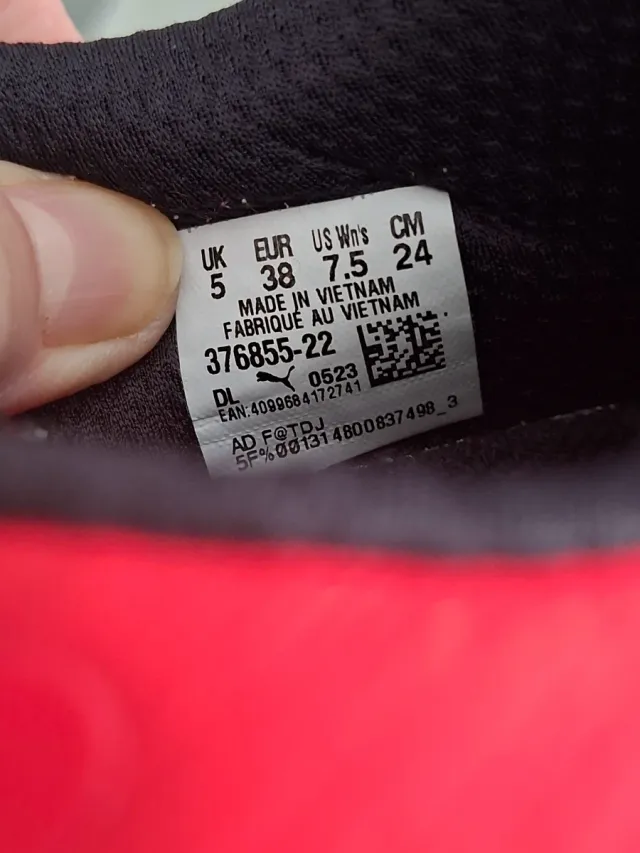 UK EUR US Wn's CM
5 38 7.5 24
MADE IN VIETNAM
FABRIQUÉ AU VIETNAM
376855-22
DL 0523
EAN:4099684172741
AD F@TDJ
5F%001314800837498_3